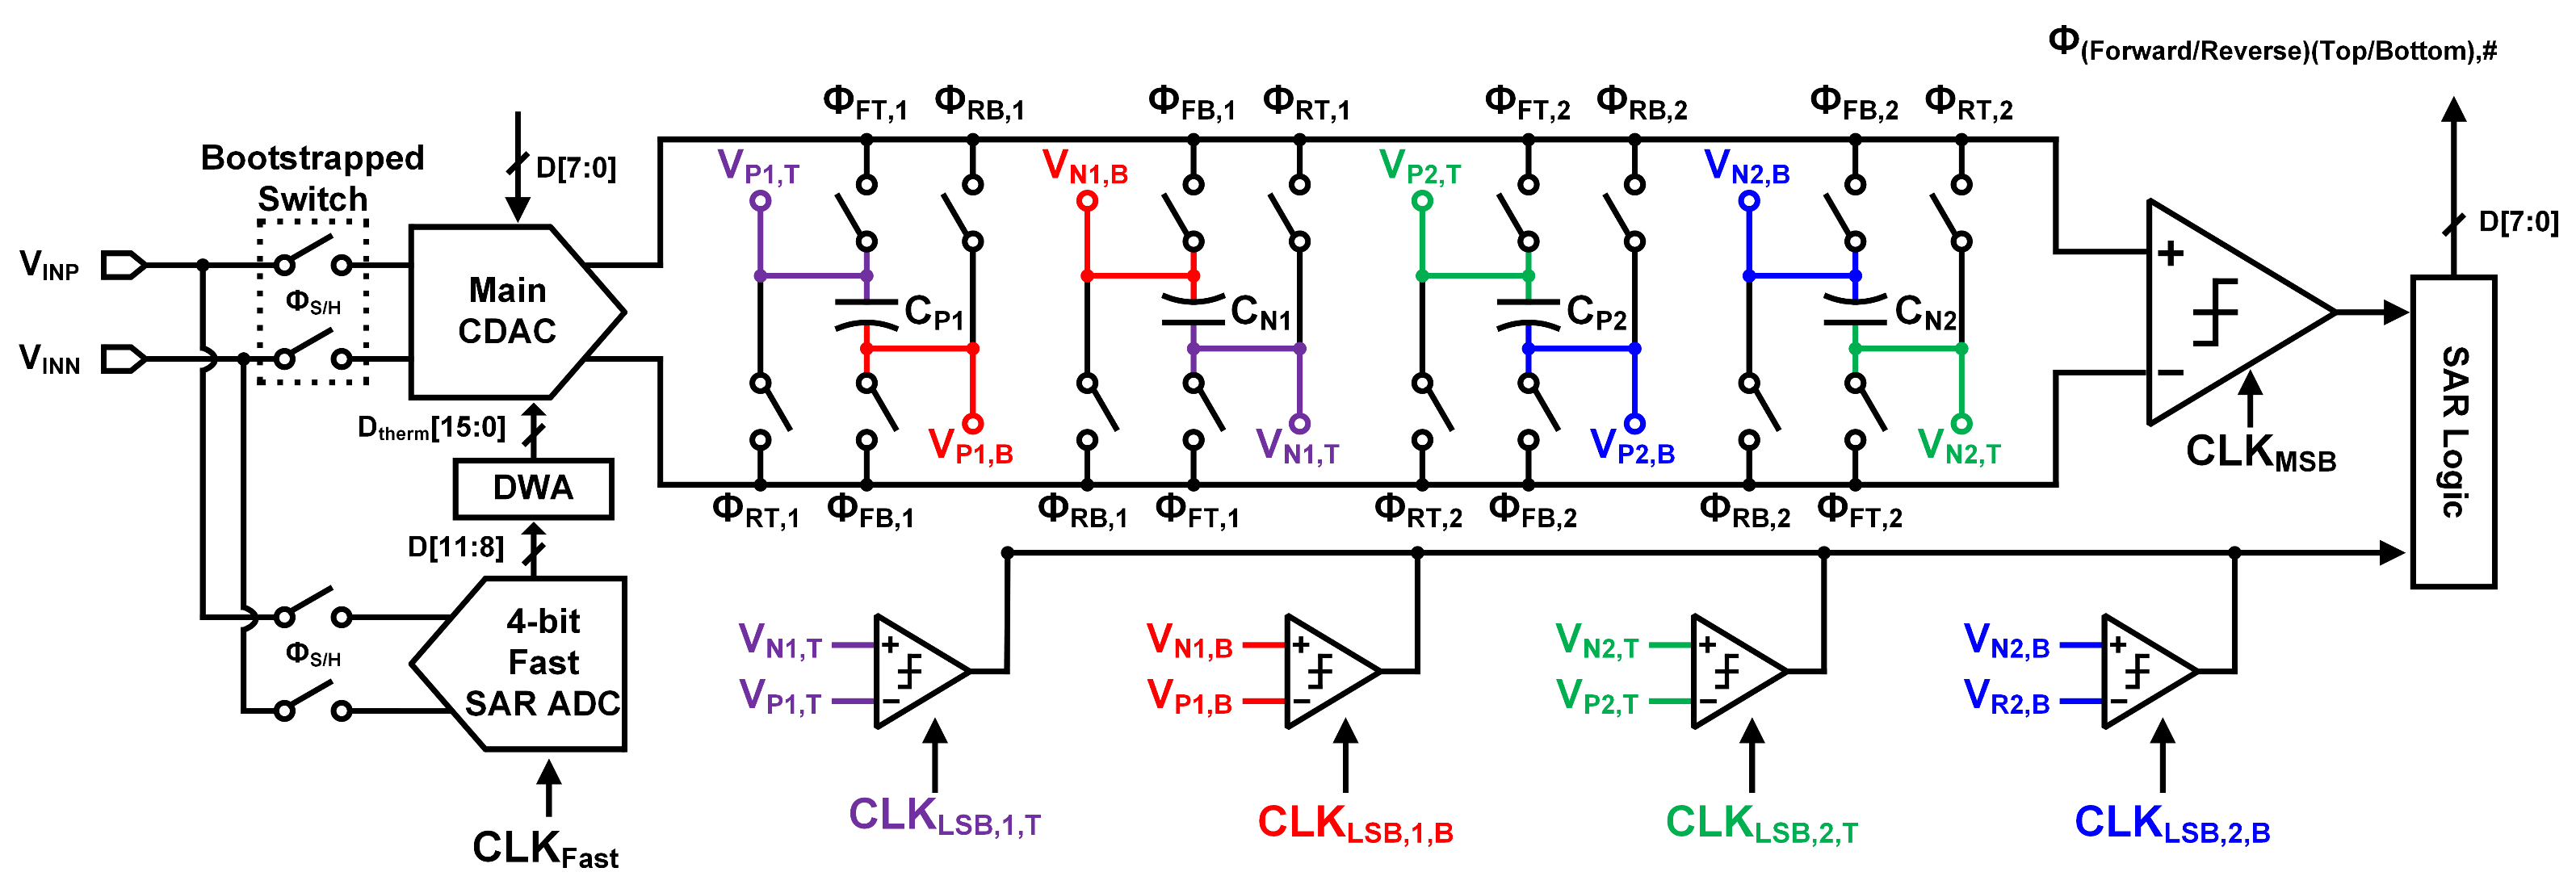 Φ(Forward/Reverse)(Top/Bottom),#
ΦFT,1 ΦRB,1 ΦFB,1 ΦRT,1 ΦFT,2 ΦRB,2 ΦFB,2 ΦRT,2
Bootstrapped
Switch
D[7:0]
VP1,T VN1,B VP2,T VN2,B
D[7:0]
VINP
ΦS/H
VINN
Main
CDAC
CP1 CN1 CP2 CN2
+
−
CLKMSB
SAR Logic
Dtherm[15:0]
VP1,B VN1,T VP2,B VN2,T
DWA
ΦRT,1 ΦFB,1 ΦRB,1 ΦFT,1 ΦRT,2 ΦFB,2 ΦRB,2 ΦFT,2
D[11:8]
4-bit
Fast
SAR ADC
ΦS/H
CLKFast
VN1,T +
VP1,T −
CLKLSB,1,T
VN1,B +
VP1,B −
CLKLSB,1,B
VN2,T +
VP2,T −
CLKLSB,2,T
VN2,B +
VR2,B −
CLKLSB,2,B